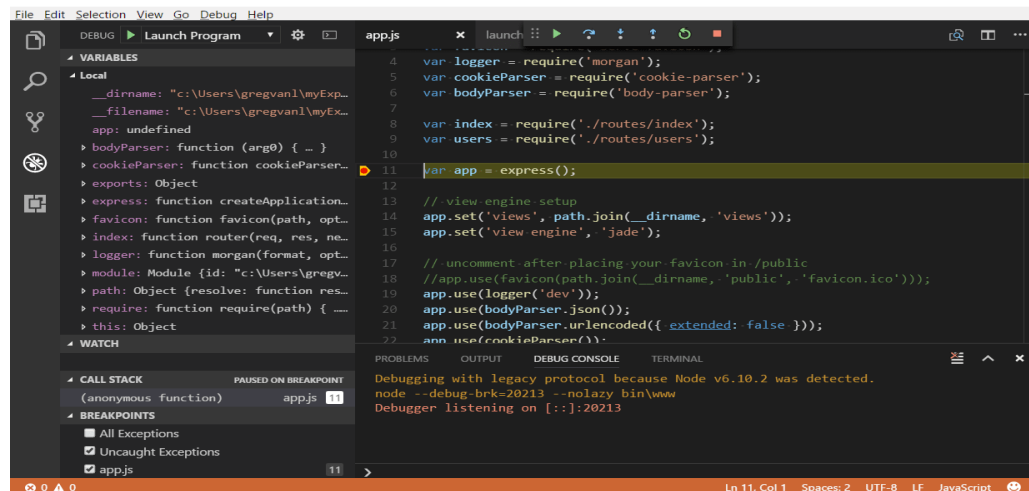 File Edit Selection View Go Debug Help
DEBUG Launch Program
VARIABLES
Local
__dirname: "c:\Users\gregvanl\myExp…
__filename: "c:\Users\gregvanl\myEx…
app: undefined
bodyParser: function (arg0) { … }
cookieParser: function cookieParser…
exports: Object
express: function createApplication…
favicon: function favicon(path, opt…
index: function router(req, res, ne…
logger: function morgan(format, opt…
module: Module {id: "c:\Users\gregv…
path: Object {resolve: function res…
require: function require(path) { ……
this: Object
WATCH
CALL STACK PAUSED ON BREAKPOINT
(anonymous function) app.js 11
BREAKPOINTS
All Exceptions
Uncaught Exceptions
app.js 11
app.js launch
4 var logger = require('morgan');
5 var cookieParser = require('cookie-parser');
6 var bodyParser = require('body-parser');
7
8 var index = require('./routes/index');
9 var users = require('./routes/users');
10
11 var app = express();
12
13 // view engine setup
14 app.set('views', path.join(__dirname, 'views'));
15 app.set('view engine', 'jade');
16
17 // uncomment after placing your favicon in /public
18 //app.use(favicon(path.join(__dirname, 'public', 'favicon.ico')));
19 app.use(logger('dev'));
20 app.use(bodyParser.json());
21 app.use(bodyParser.urlencoded({ extended: false }));
22 app.use(cookieParser());
PROBLEMS OUTPUT DEBUG CONSOLE TERMINAL
Debugging with legacy protocol because Node v6.10.2 was detected.
node --debug-brk=20213 --nolazy bin\www
Debugger listening on [::]:20213
>
0 0 Ln 11, Col 1 Spaces: 2 UTF-8 LF JavaScript